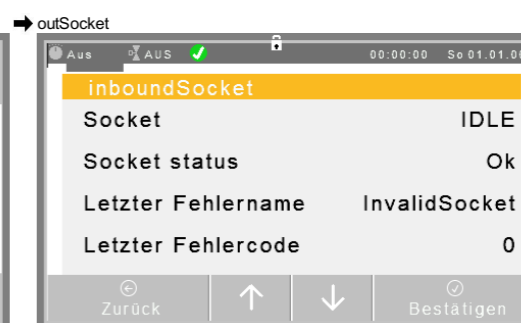 ➡ outSocket
Aus AUS 00:00:00 So 01.01.0
inboundSocket
Socket IDLE
Socket status Ok
Letzter Fehlername InvalidSocket
Letzter Fehlercode 0
Zurück Bestätigen